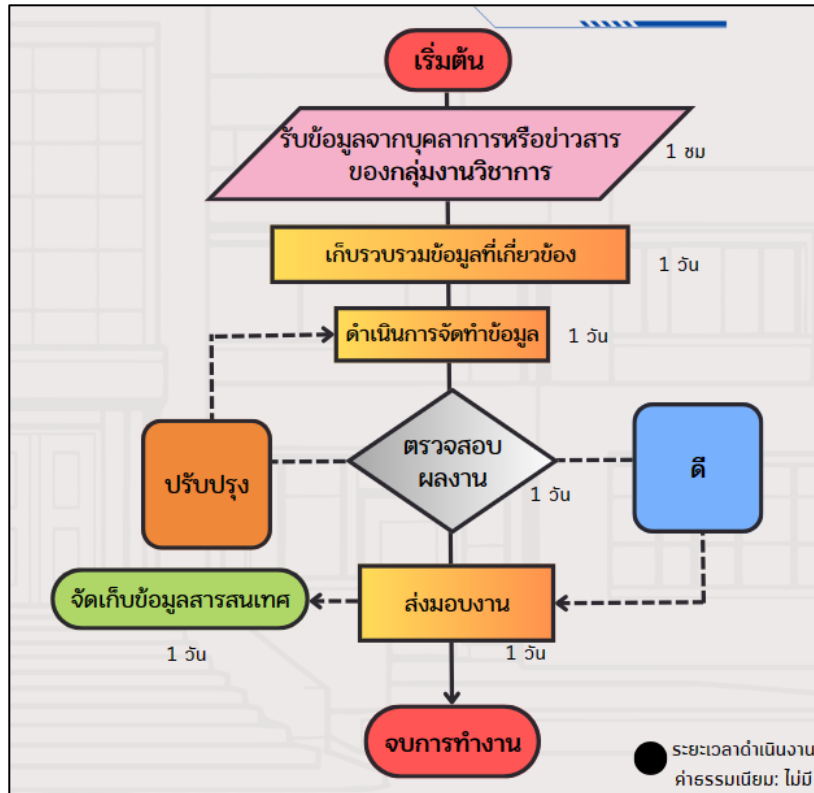 เริ่มต้น
รับข้อมูลจากบุคลาการหรือข่าวสาร
ของกลุ่มงานวิชาการ
1 ชม
เก็บรวบรวมข้อมูลที่เกี่ยวข้อง
1 วัน
ดำเนินการจัดทำข้อมูล
1 วัน
ตรวจสอบ
ผลงาน
1 วัน
ปรับปรุง
ดี
จัดเก็บข้อมูลสารสนเทศ
1 วัน
ส่งมอบงาน
1 วัน
จบการทำงาน
ระยะเวลาดำเนินงาน
ค่าธรรมเนียม: ไม่มี